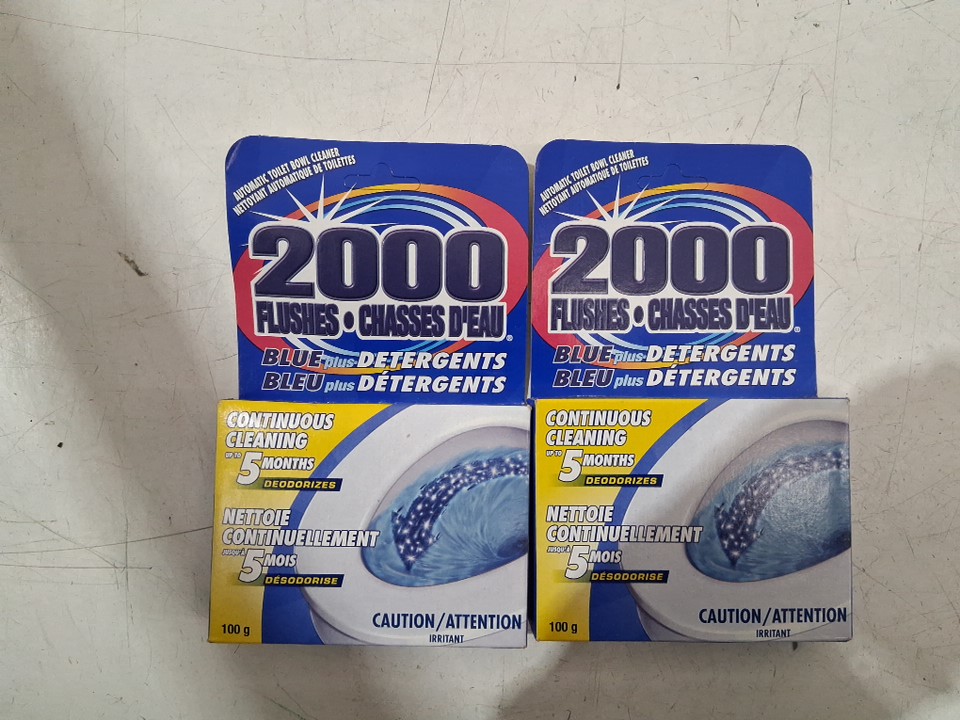 AUTOMATIC TOILET BOWL CLEANER
NETTOYANT AUTOMATIQUE DE TOILETTES
2000
FLUSHES • CHASSES D'EAU®
BLUE plus DETERGENTS
BLEU plus DÉTERGENTS
CONTINUOUS
CLEANING
UP TO
5 MONTHS
DEODORIZES
NETTOIE
CONTINUELLEMENT
JUSQU'À
5 MOIS
DÉSODORISE
100 g
CAUTION/ATTENTION
IRRITANT
AUTOMATIC TOILET BOWL CLEANER
NETTOYANT AUTOMATIQUE DE TOILETTES
2000
FLUSHES • CHASSES D'EAU®
BLUE plus DETERGENTS
BLEU plus DÉTERGENTS
CONTINUOUS
CLEANING
UP TO
5 MONTHS
DEODORIZES
NETTOIE
CONTINUELLEMENT
JUSQU'À
5 MOIS
DÉSODORISE
100 g
CAUTION/ATTENTION
IRRITANT